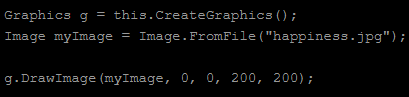 Graphics g = this.CreateGraphics();
Image myImage = Image.FromFile("happiness.jpg");
g.DrawImage(myImage, 0, 0, 200, 200);